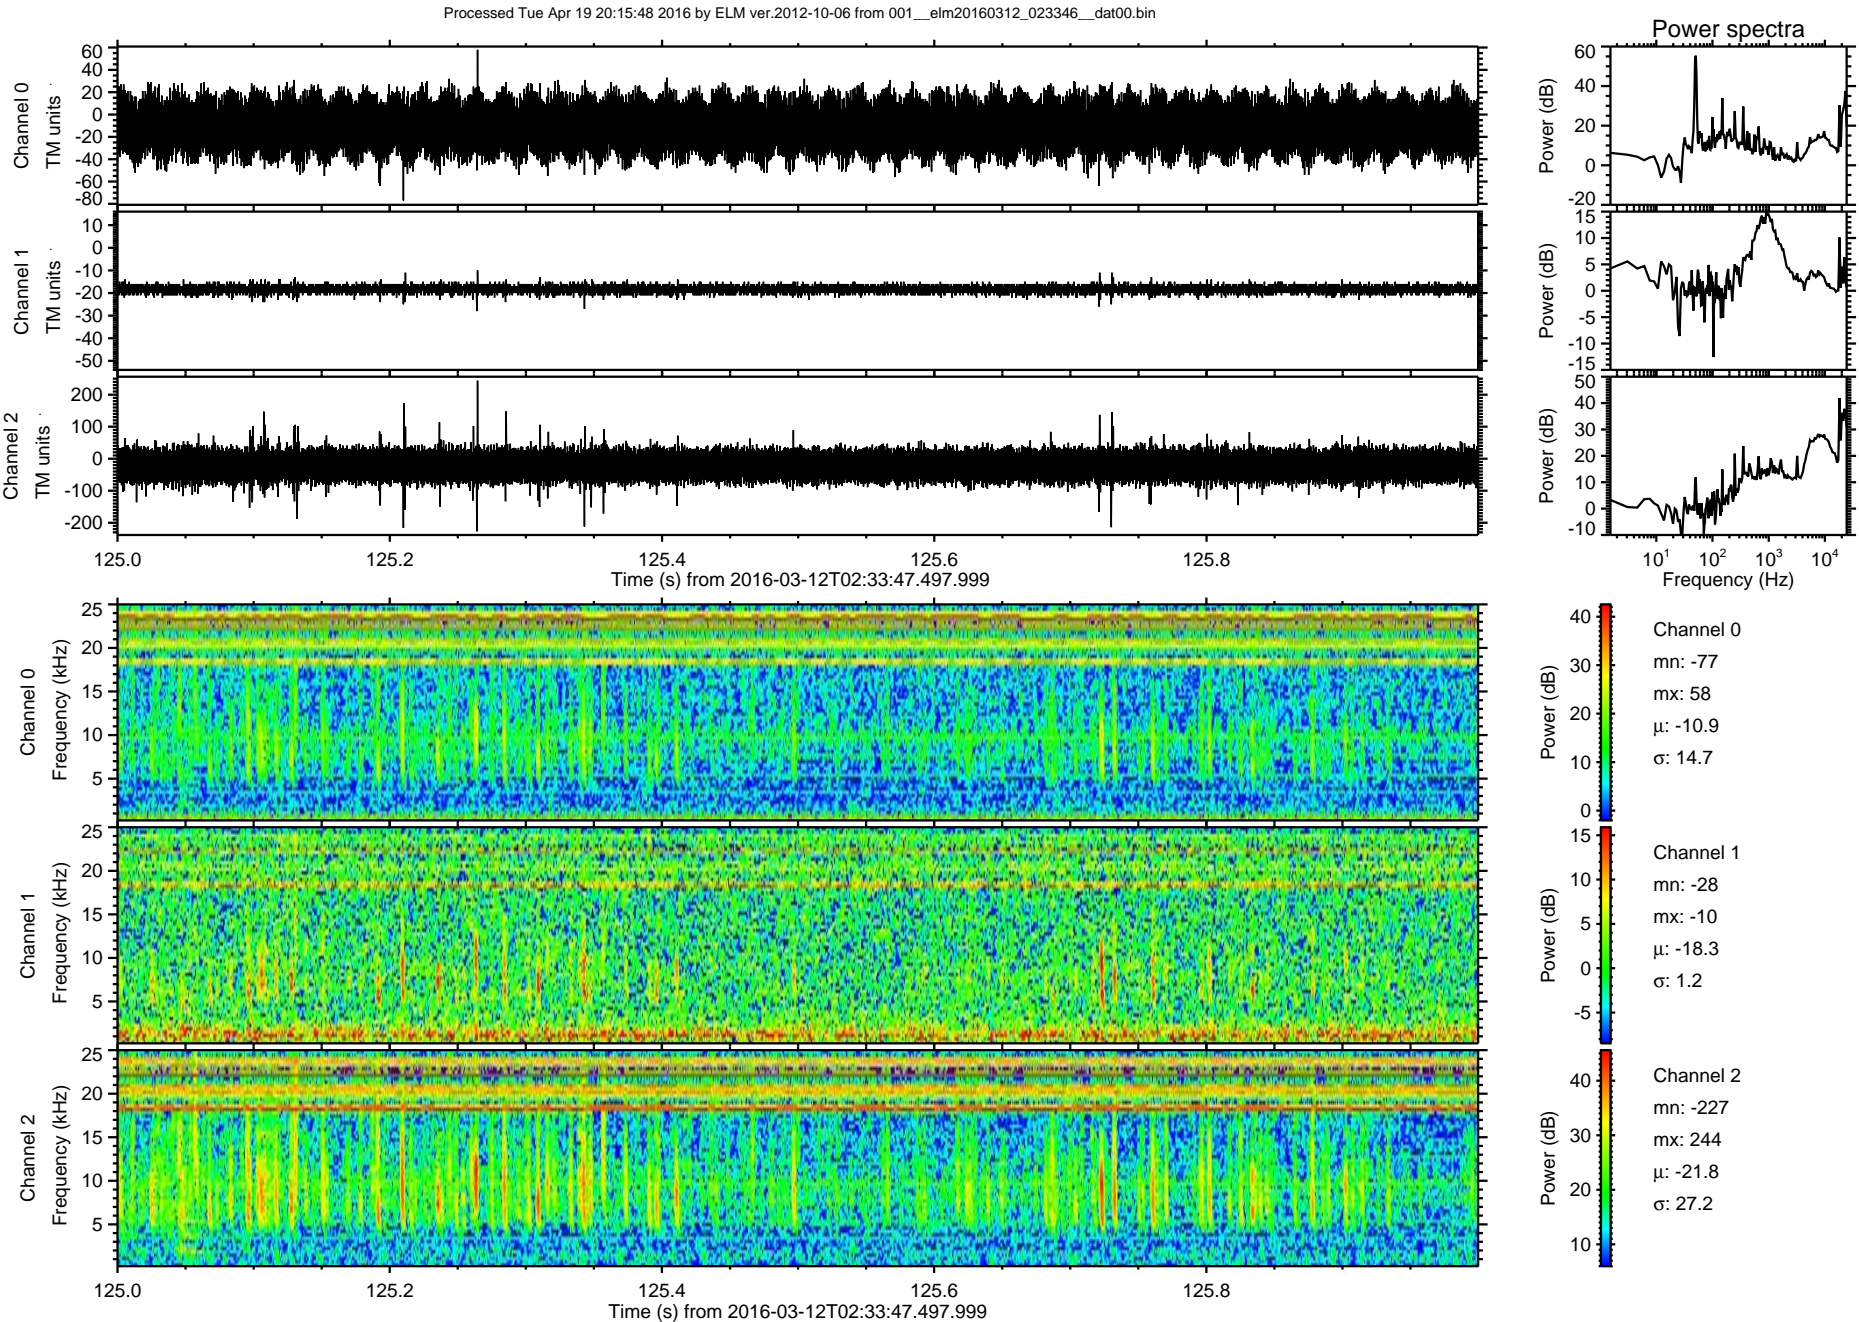 Processed Tue Apr 19 20:15:48 2016 by ELM ver.2012-10-06 from 001__elm20160312_023346__dat00.bin
Power spectra
Channel 0
TM units
60
40
20
0
-20
-40
-60
-80
Power (dB)
60
40
20
0
-20
Channel 1
TM units
10
0
-10
-20
-30
-40
-50
Power (dB)
15
10
5
0
-5
-10
-15
Channel 2
TM units
200
100
0
-100
-200
Power (dB)
50
40
30
20
10
0
-10
125.0 125.2 125.4 125.6 125.8
Time (s) from 2016-03-12T02:33:47.497.999
10¹ 10² 10³ 10⁴
Frequency (Hz)
Channel 0
Frequency (kHz)
25
20
15
10
5
Power (dB)
40
30
20
10
0
Channel 0
mn: -77
mx: 58
μ: -10.9
σ: 14.7
Channel 1
Frequency (kHz)
25
20
15
10
5
Power (dB)
15
10
5
0
-5
Channel 1
mn: -28
mx: -10
μ: -18.3
σ: 1.2
Channel 2
Frequency (kHz)
25
20
15
10
5
Power (dB)
40
30
20
10
Channel 2
mn: -227
mx: 244
μ: -21.8
σ: 27.2
125.0 125.2 125.4 125.6 125.8
Time (s) from 2016-03-12T02:33:47.497.999